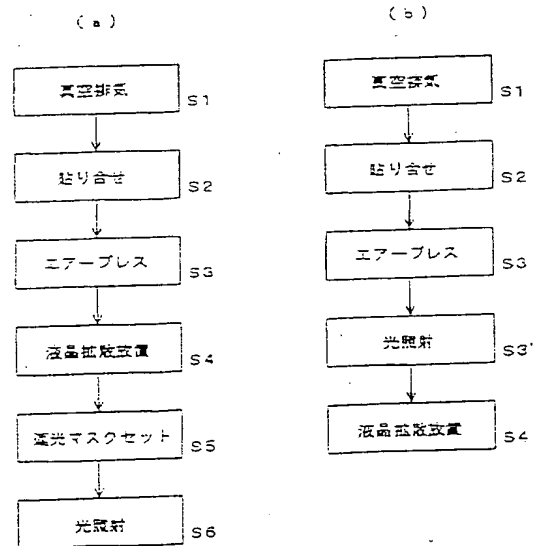 (a)
真空排気
S1
貼り合せ
S2
エアープレス
S3
液晶拡散放置
S4
遮光マスクセット
S5
光照射
S6
(b)
真空排気
S1
貼り合せ
S2
エアープレス
S3
光照射
S3'
液晶拡散放置
S4